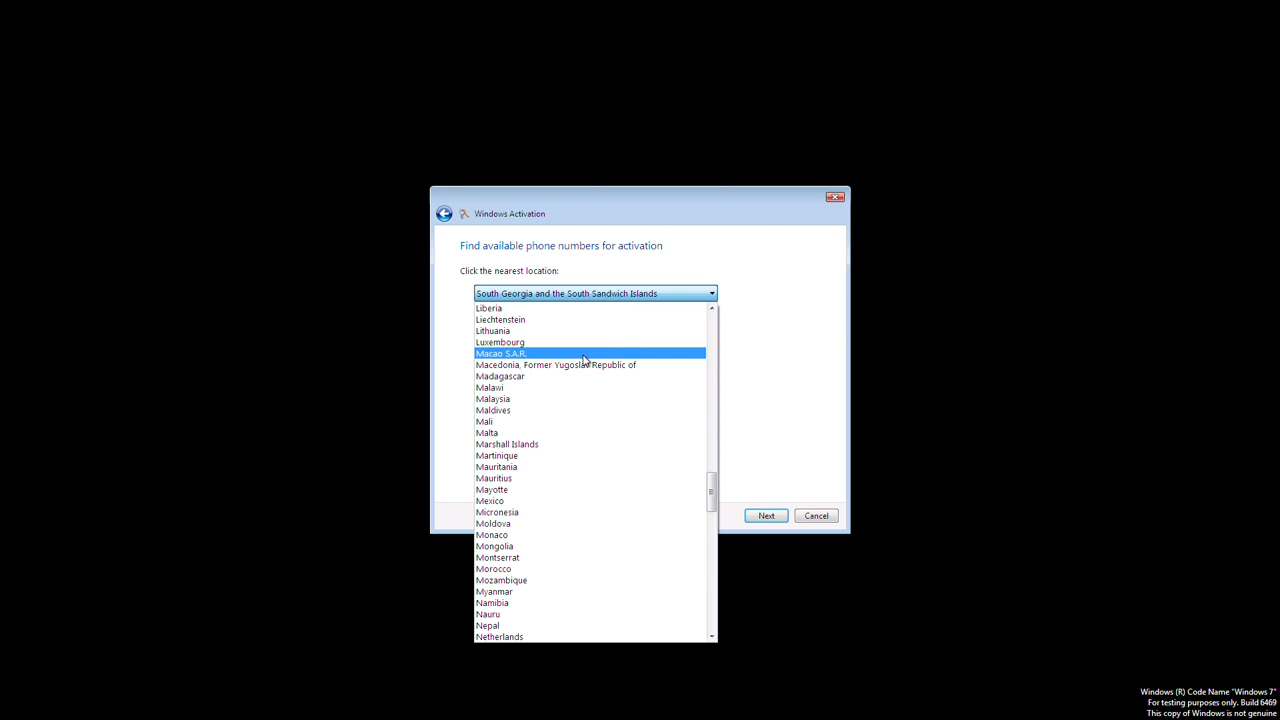 Windows Activation
Find available phone numbers for activation
Click the nearest location:
South Georgia and the South Sandwich Islands
Liberia
Liechtenstein
Lithuania
Luxembourg
Macao S.A.R.
Macedonia, Former Yugoslav Republic of
Madagascar
Malawi
Malaysia
Maldives
Mali
Malta
Marshall Islands
Martinique
Mauritania
Mauritius
Mayotte
Mexico
Micronesia
Moldova
Monaco
Mongolia
Montserrat
Morocco
Mozambique
Myanmar
Namibia
Nauru
Nepal
Netherlands
Next Cancel
Windows (R) Code Name "Windows 7"
For testing purposes only. Build 6469
This copy of Windows is not genuine